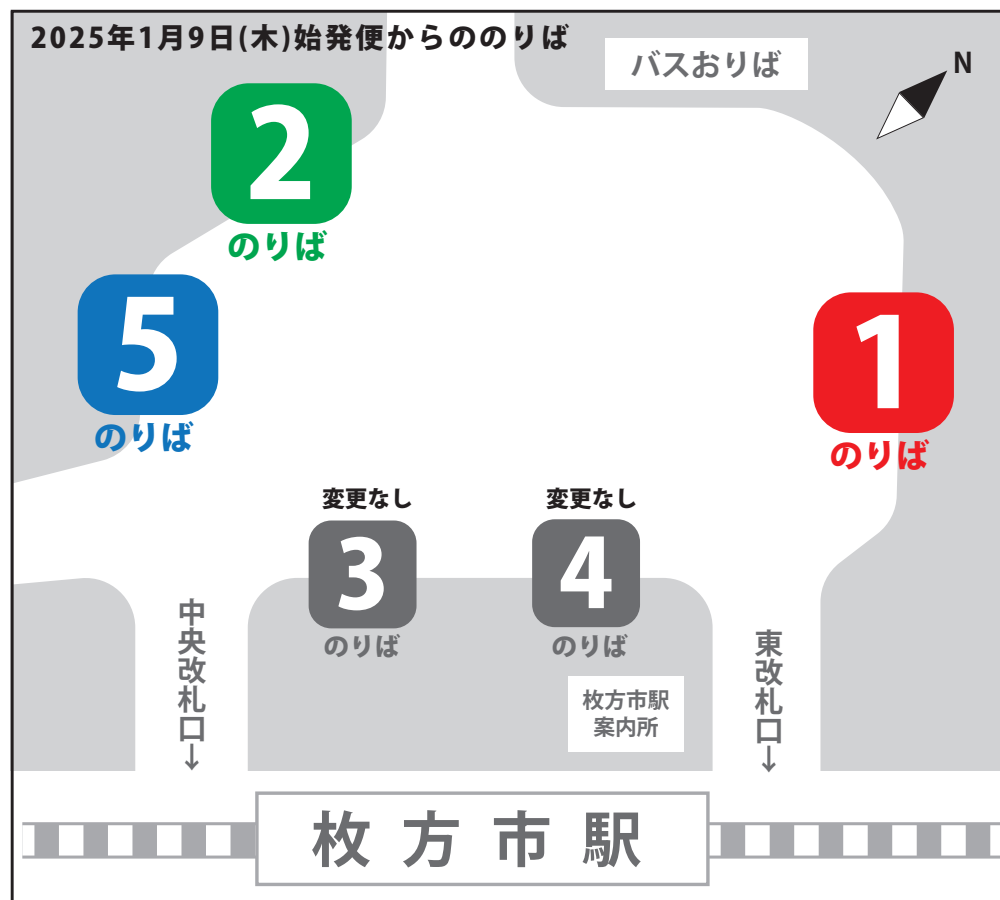 2025年1月9日(木)始発便からののりば
バスおりば
N
2
のりば
5
のりば
1
のりば
変更なし
3
のりば
変更なし
4
のりば
中央改札口↓
東改札口↓
枚方市駅
案内所
枚方市駅